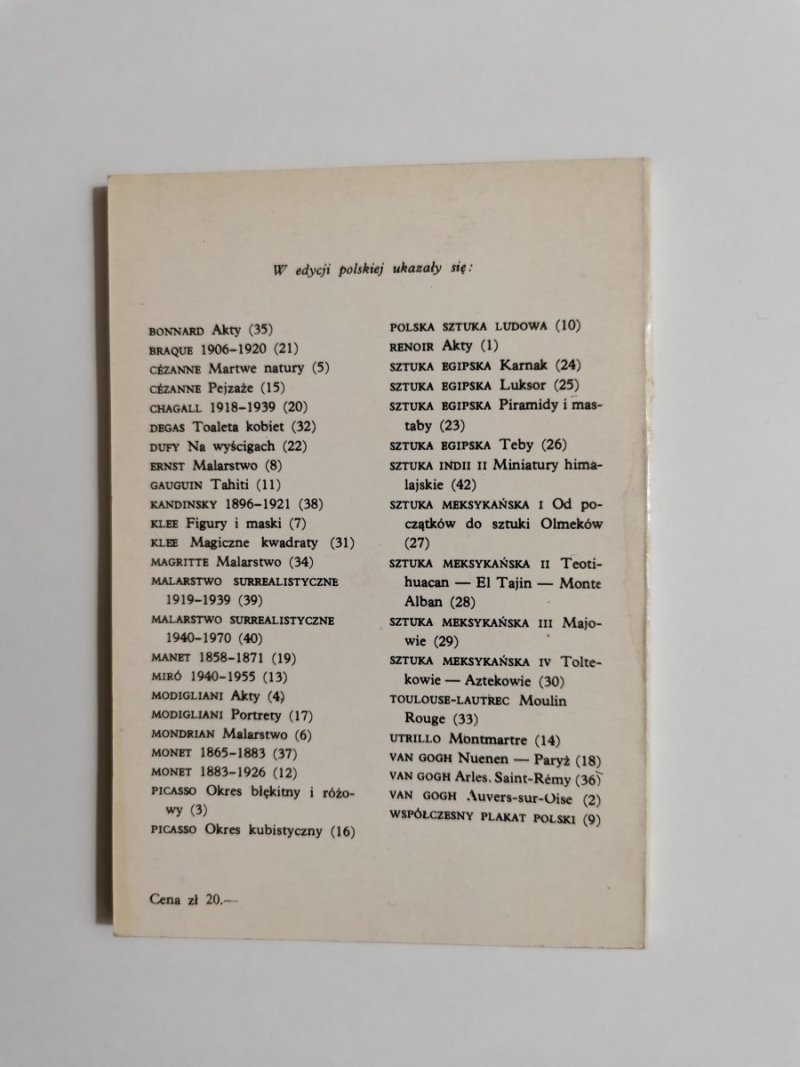 W edycji polskiej ukazały się:
BONNARD Akty (35)
BRAQUE 1906-1920 (21)
CÉZANNE Martwe natury (5)
CÉZANNE Pejzaże (15)
CHAGALL 1918-1939 (20)
DEGAS Toaleta kobiet (32)
DUFY Na wyścigach (22)
ERNST Malarstwo (8)
GAUGUIN Tahiti (11)
KANDINSKY 1896-1921 (38)
KLEE Figury i maski (7)
KLEE Magiczne kwadraty (31)
MAGRITTE Malarstwo (34)
MALARSTWO SURREALISTYCZNE
1919-1939 (39)
MALARSTWO SURREALISTYCZNE
1940-1970 (40)
MANET 1858-1871 (19)
MIRÓ 1940-1955 (13)
MODIGLIANI Akty (4)
MODIGLIANI Portrety (17)
MONDRIAN Malarstwo (6)
MONET 1865-1883 (37)
MONET 1883-1926 (12)
PICASSO Okres błękitny i różo-
wy (3)
PICASSO Okres kubistyczny (16)
POLSKA SZTUKA LUDOWA (10)
RENOIR Akty (1)
SZTUKA EGIPSKA Karnak (24)
SZTUKA EGIPSKA Luksor (25)
SZTUKA EGIPSKA Piramidy i mas-
taby (23)
SZTUKA EGIPSKA Teby (26)
SZTUKA INDII II Miniatury hima-
lajskie (42)
SZTUKA MEKSYKAŃSKA I Od po-
czątków do sztuki Olmeków
(27)
SZTUKA MEKSYKAŃSKA II Teoti-
huacan — El Tajin — Monte
Alban (28)
SZTUKA MEKSYKAŃSKA III Majo-
wie (29)
SZTUKA MEKSYKAŃSKA IV Tolte-
kowie — Aztekowie (30)
TOULOUSE-LAUTREC Moulin
Rouge (33)
UTRILLO Montmartre (14)
VAN GOGH Nuenen — Paryż (18)
VAN GOGH Arles, Saint-Rémy (36)
VAN GOGH Auvers-sur-Oise (2)
WSPÓŁCZESNY PLAKAT POLSKI (9)
Cena zł 20.—